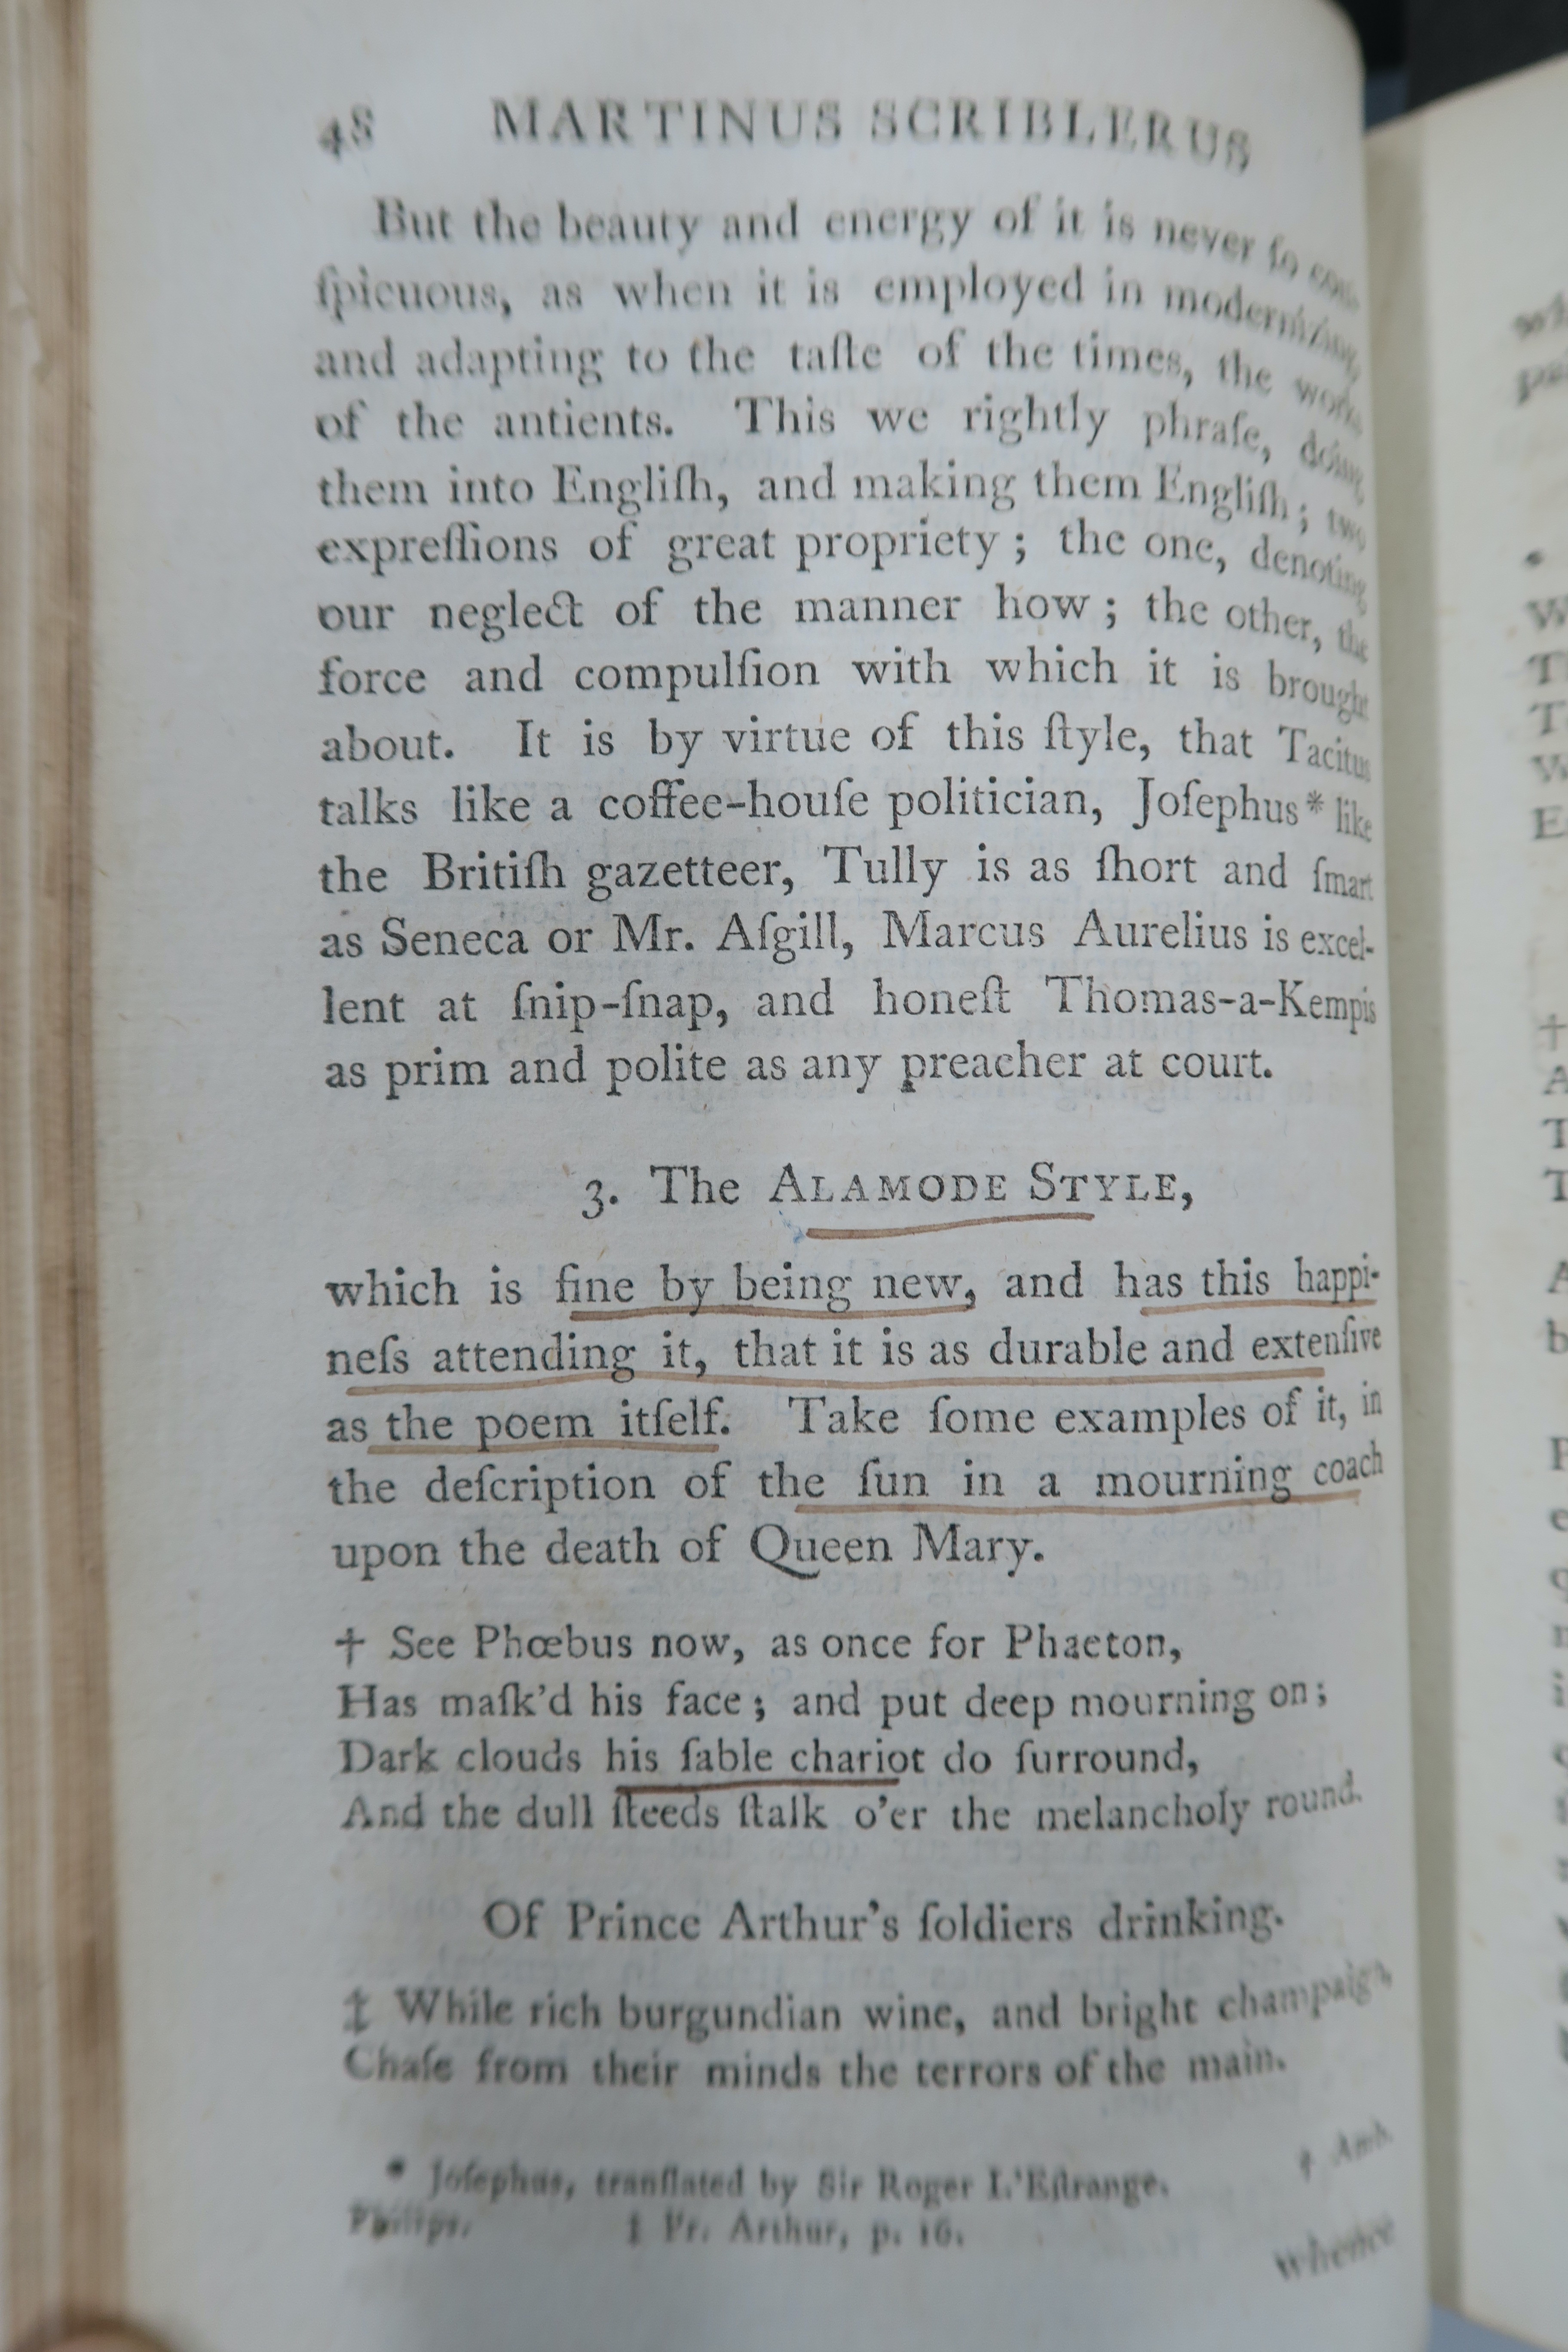 48 MARTINUS SCRIBLERUS
But the beauty and energy of it is never ſo con-
ſpicuous, as when it is employed in modernizing
and adapting to the taſte of the times, the works
of the antients. This we rightly phraſe, doing
them into Engliſh, and making them Engliſh; two
expreſſions of great propriety; the one, denoting
our neglect of the manner how; the other, the
force and compulſion with which it is brought
about. It is by virtue of this ſtyle, that Tacitus
talks like a coffee-houſe politician, Joſephus * like
the Britiſh gazetteer, Tully is as ſhort and ſmart
as Seneca or Mr. Aſgill, Marcus Aurelius is excel-
lent at ſnip-ſnap, and honeſt Thomas-a-Kempis
as prim and polite as any preacher at court.
3. The ALAMODE STYLE,
which is fine by being new, and has this happi-
neſs attending it, that it is as durable and extenſive
as the poem itſelf. Take ſome examples of it, in
the deſcription of the ſun in a mourning coach
upon the death of Queen Mary.
† See Phœbus now, as once for Phaeton,
Has maſk'd his face; and put deep mourning on;
Dark clouds his ſable chariot do ſurround,
And the dull ſteeds ſtalk o'er the melancholy round.
Of Prince Arthur's ſoldiers drinking.
‡ While rich burgundian wine, and bright champaign,
Chaſe from their minds the terrors of the main.
* Joſephus, tranſlated by Sir Roger L'Eſtrange. † Amb.
Philips. ‡ Pr. Arthur, p. 16.
whence